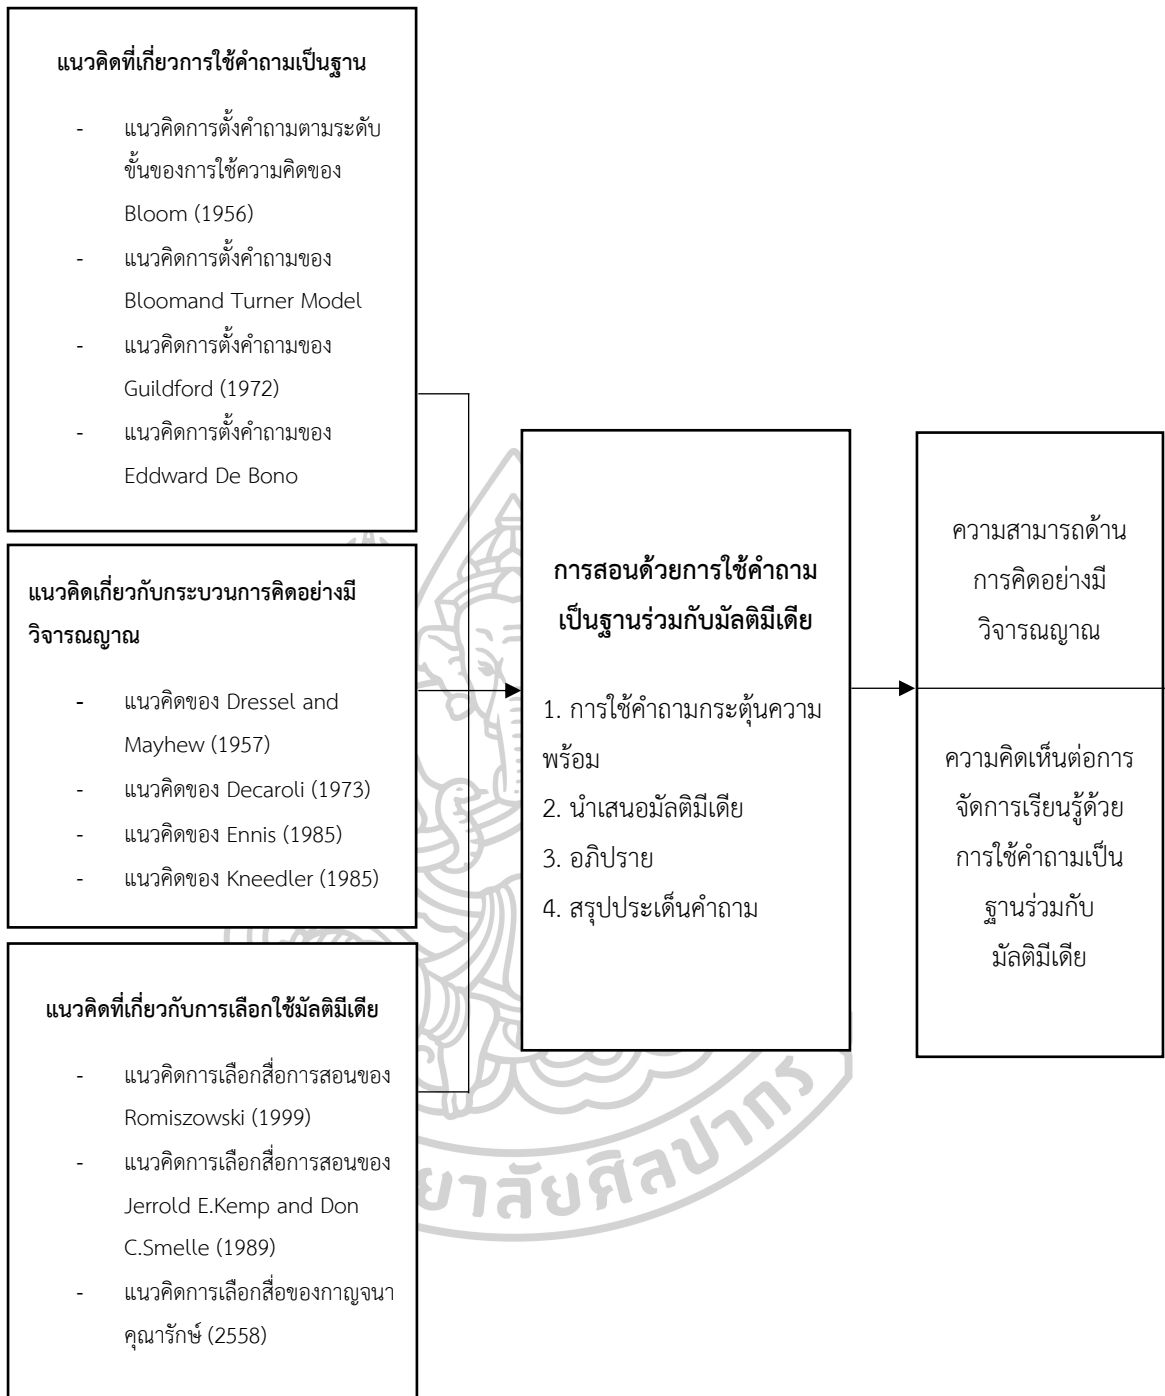 แนวคิดที่เกี่ยวการใช้คำถามเป็นฐาน
- แนวคิดการตั้งคำถามตามระดับ
ขั้นของการใช้ความคิดของ
Bloom (1956)
- แนวคิดการตั้งคำถามของ
Bloomand Turner Model
- แนวคิดการตั้งคำถามของ
Guildford (1972)
- แนวคิดการตั้งคำถามของ
Eddward De Bono
แนวคิดเกี่ยวกับกระบวนการคิดอย่างมี
วิจารณญาณ
- แนวคิดของ Dressel and
Mayhew (1957)
- แนวคิดของ Decaroli (1973)
- แนวคิดของ Ennis (1985)
- แนวคิดของ Kneedler (1985)
แนวคิดที่เกี่ยวกับการเลือกใช้มัลติมีเดีย
- แนวคิดการเลือกสื่อการสอนของ
Romiszowski (1999)
- แนวคิดการเลือกสื่อการสอนของ
Jerrold E.Kemp and Don
C.Smelle (1989)
- แนวคิดการเลือกสื่อของกาญจนา
คุณารักษ์ (2558)
การสอนด้วยการใช้คำถาม
เป็นฐานร่วมกับมัลติมีเดีย
1. การใช้คำถามกระตุ้นความ
พร้อม
2. นำเสนอมัลติมีเดีย
3. อภิปราย
4. สรุปประเด็นคำถาม
ความสามารถด้าน
การคิดอย่างมี
วิจารณญาณ
ความคิดเห็นต่อการ
จัดการเรียนรู้ด้วย
การใช้คำถามเป็น
ฐานร่วมกับ
มัลติมีเดีย
ยาลัยศิลปากร